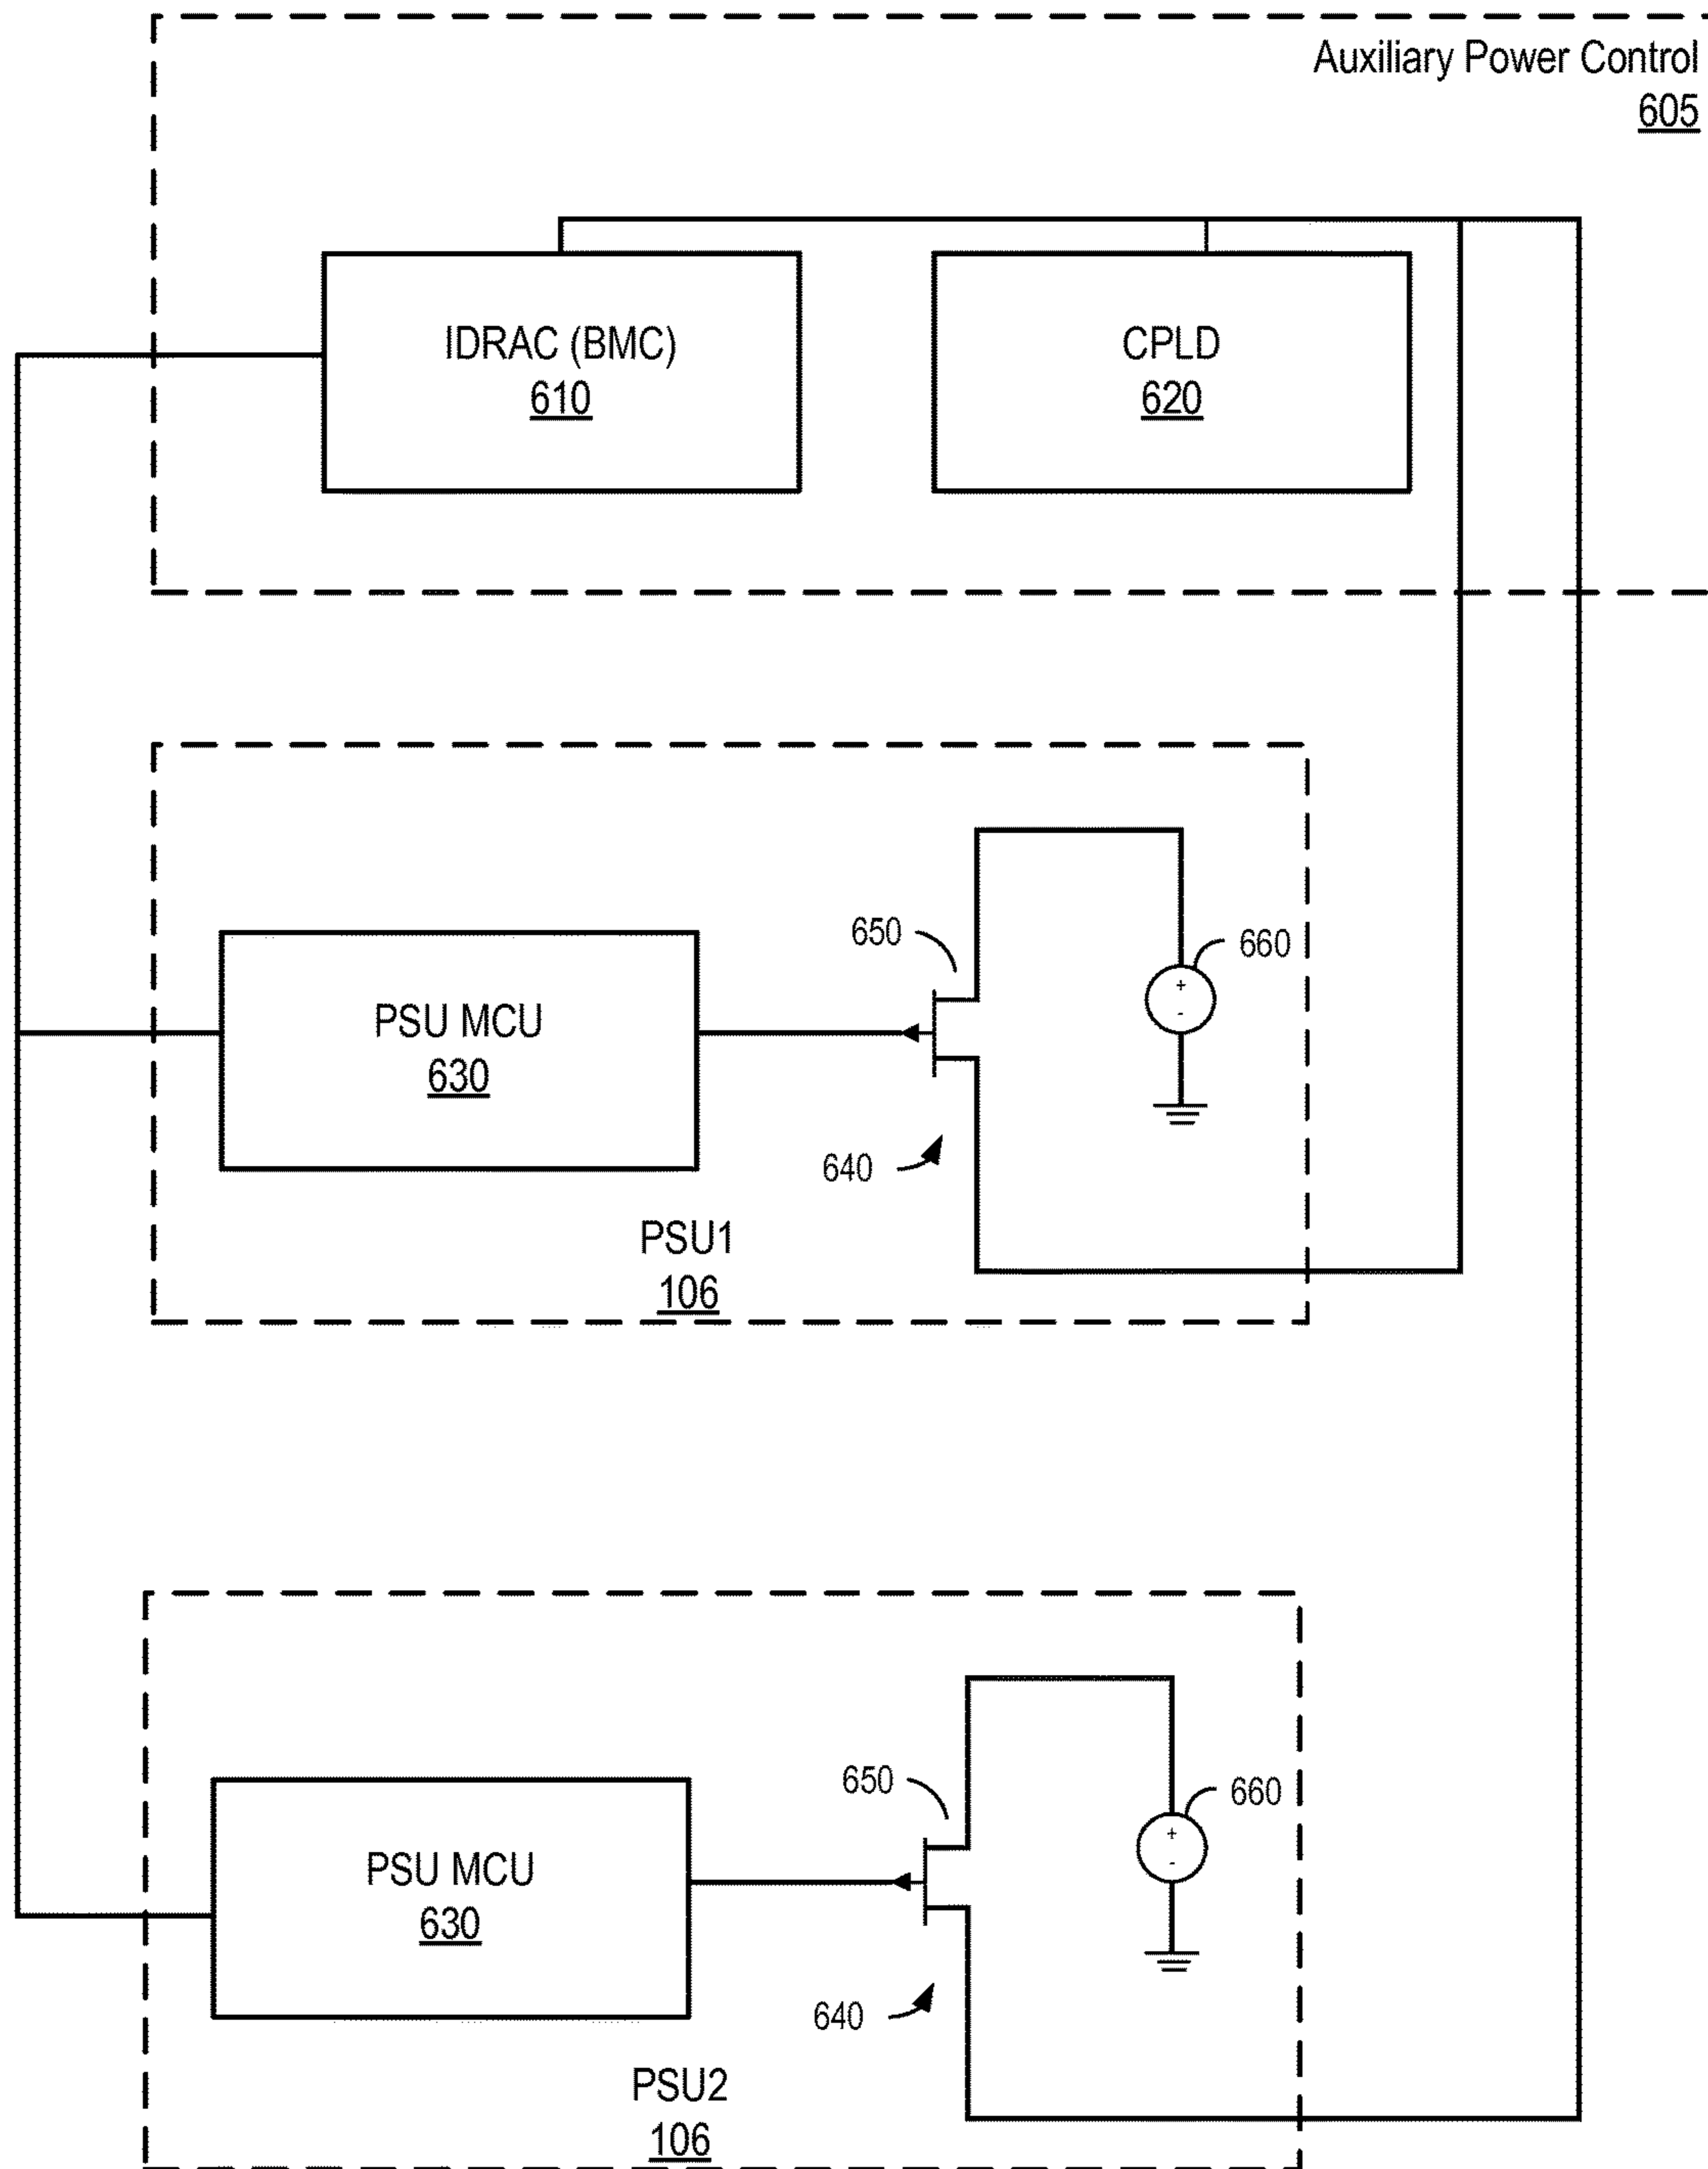 Auxiliary Power Control
605
IDRAC (BMC)
610
CPLD
620
650
660
+
-
PSU MCU
630
640
PSU1
106
650
660
+
-
PSU MCU
630
640
PSU2
106